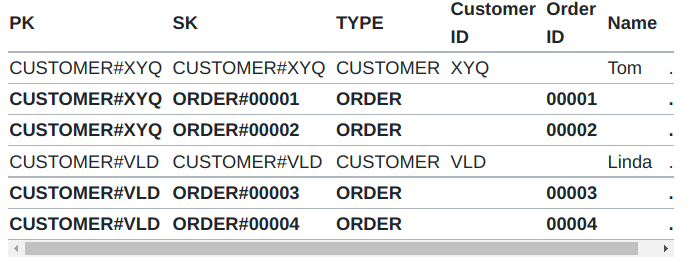 PK SK TYPE Customer ID Order ID Name
CUSTOMER#XYQ CUSTOMER#XYQ CUSTOMER XYQ Tom .
CUSTOMER#XYQ ORDER#00001 ORDER 00001 .
CUSTOMER#XYQ ORDER#00002 ORDER 00002 .
CUSTOMER#VLD CUSTOMER#VLD CUSTOMER VLD Linda .
CUSTOMER#VLD ORDER#00003 ORDER 00003 .
CUSTOMER#VLD ORDER#00004 ORDER 00004 .